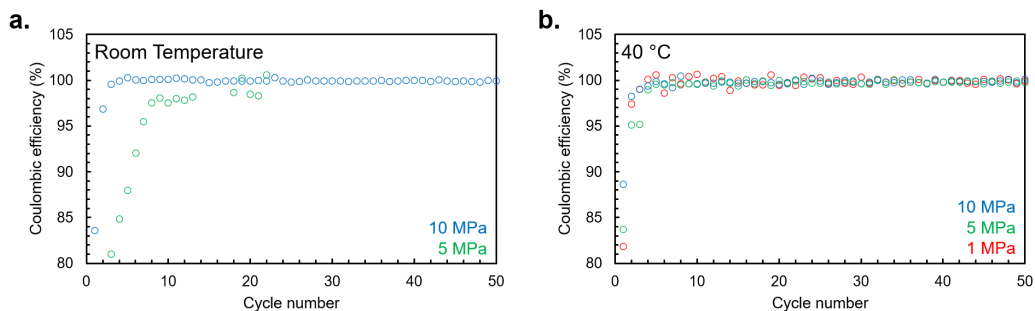 a.
Room Temperature
Coulombic efficiency (%)
105
100
95
90
85
80
10 MPa
5 MPa
0 10 20 30 40 50
Cycle number
b.
40 °C
Coulombic efficiency (%)
105
100
95
90
85
80
10 MPa
5 MPa
1 MPa
0 10 20 30 40 50
Cycle number